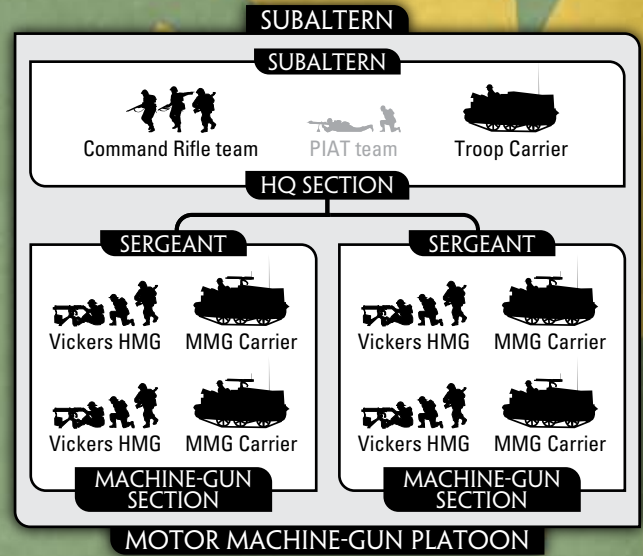 SUBALTERN
SUBALTERN
Command Rifle team PIAT team Troop Carrier
HQ SECTION
SERGEANT SERGEANT
Vickers HMG MMG Carrier Vickers HMG MMG Carrier
Vickers HMG MMG Carrier Vickers HMG MMG Carrier
MACHINE-GUN MACHINE-GUN
SECTION SECTION
MOTOR MACHINE-GUN PLATOON